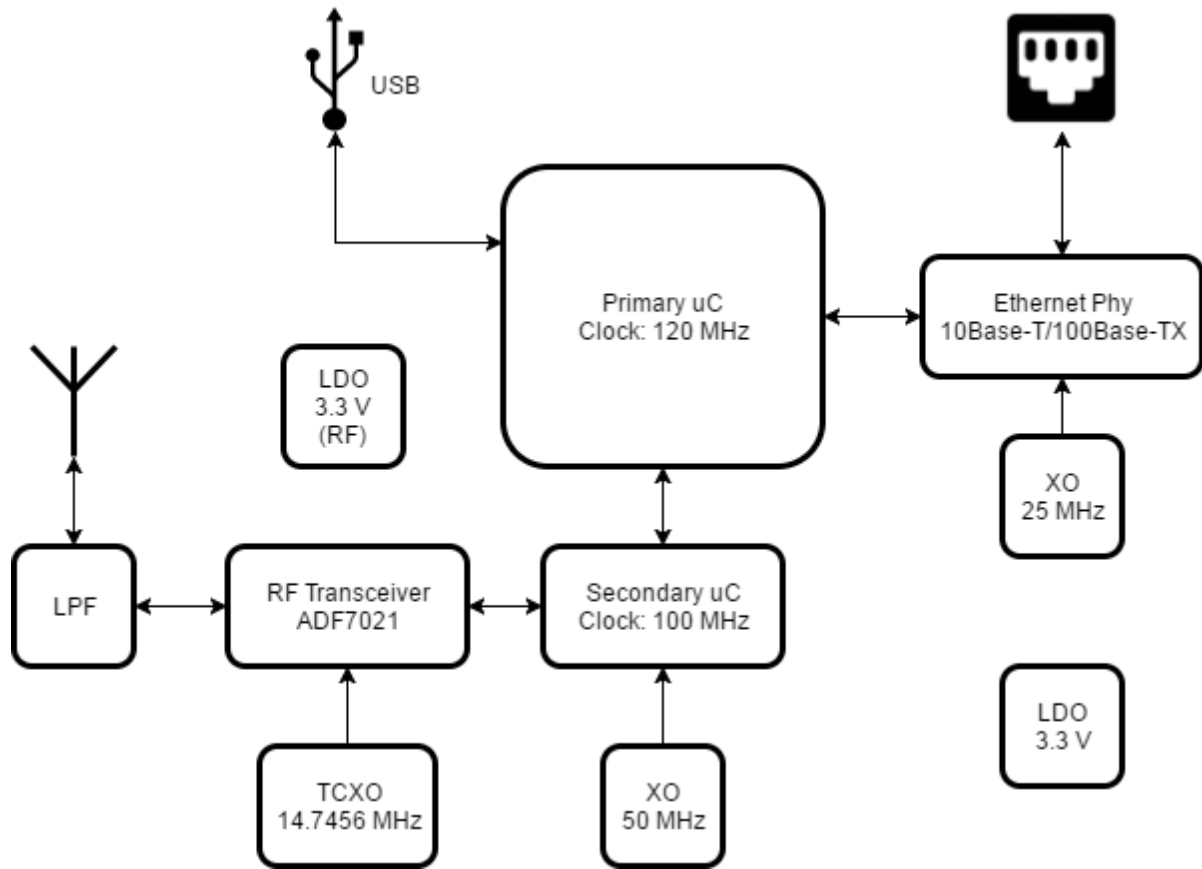 USB
Primary uC
Clock: 120 MHz
Ethernet Phy
10Base-T/100Base-TX
LDO
3.3 V
(RF)
XO
25 MHz
LPF
RF Transceiver
ADF7021
Secondary uC
Clock: 100 MHz
LDO
3.3 V
TCXO
14.7456 MHz
XO
50 MHz